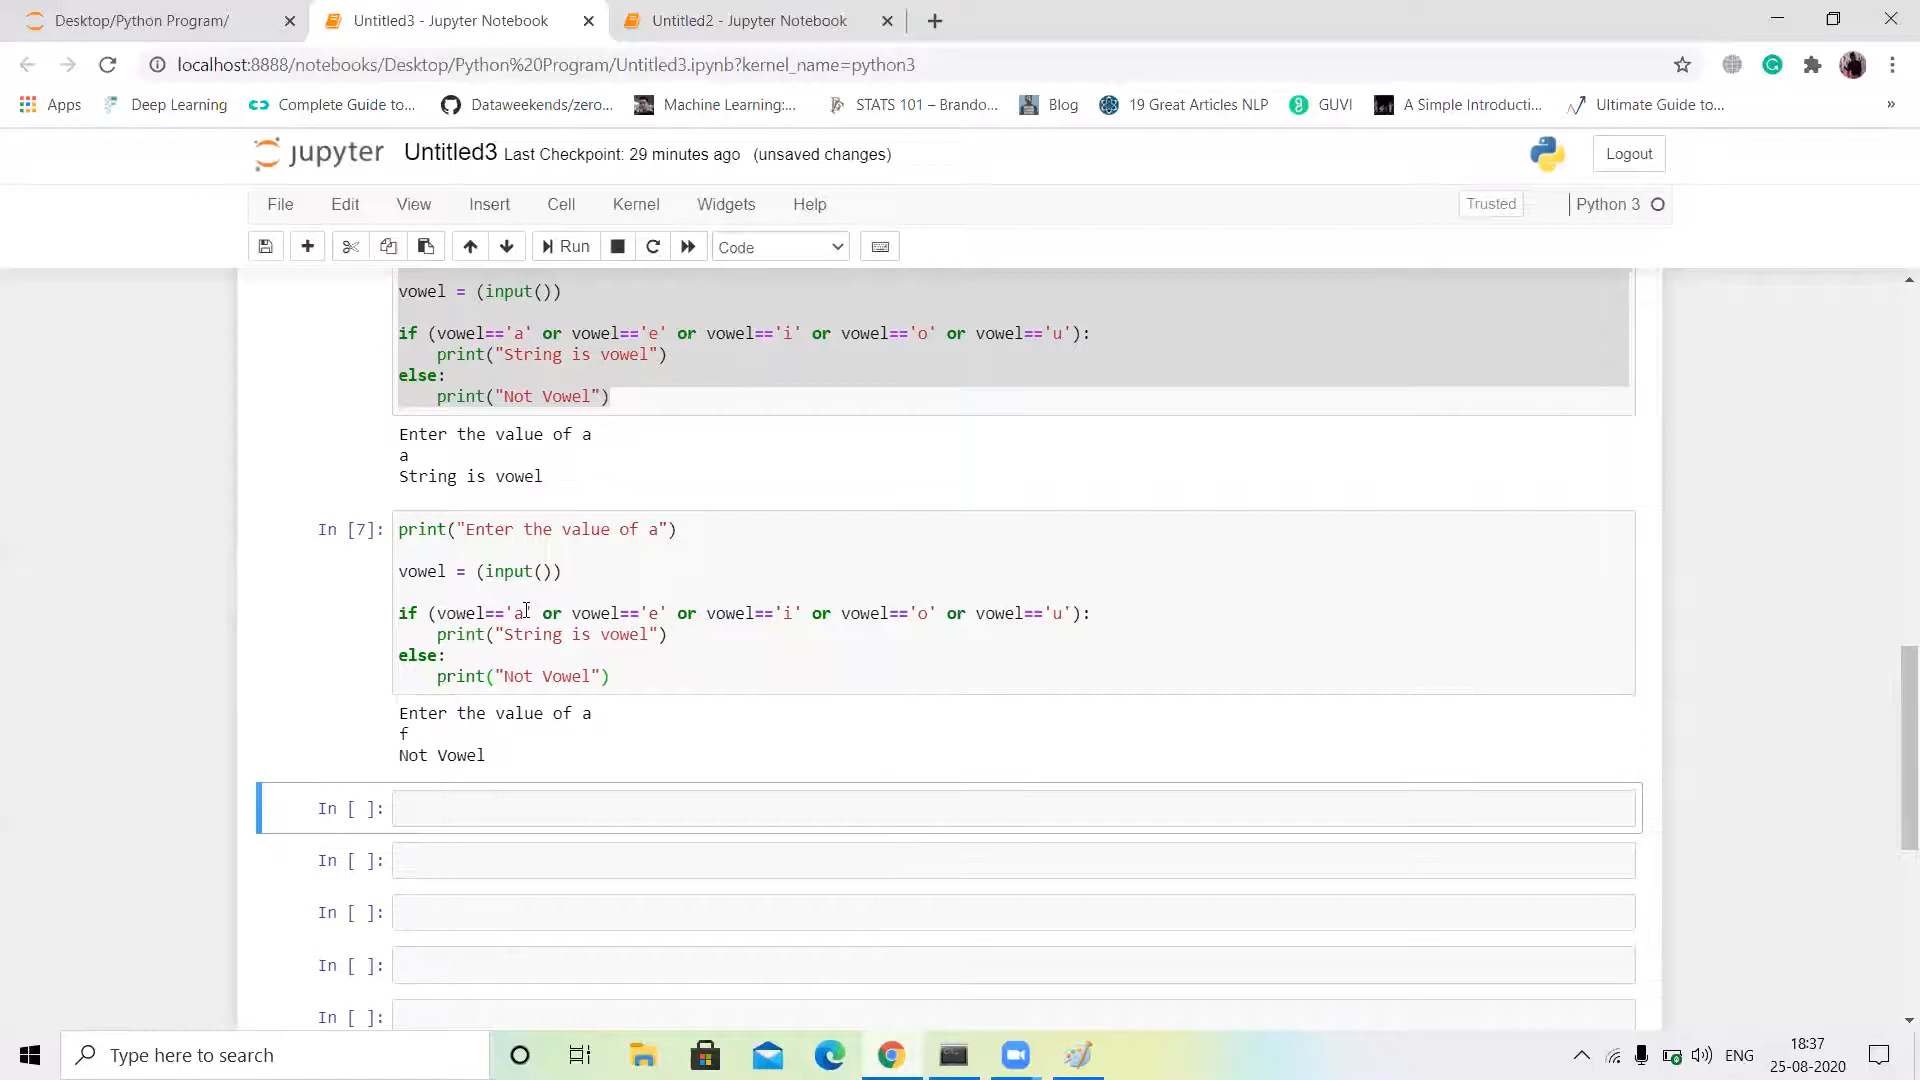 Desktop/Python Program/
Untitled3 - Jupyter Notebook
Untitled2 - Jupyter Notebook
localhost:8888/notebooks/Desktop/Python%20Program/Untitled3.ipynb?kernel_name=python3
Apps
Deep Learning
Complete Guide to...
Dataweekends/zero...
Machine Learning:...
STATS 101 – Brando...
Blog
19 Great Articles NLP
GUVI
A Simple Introducti...
Ultimate Guide to...
»
jupyter
Untitled3 Last Checkpoint: 29 minutes ago (unsaved changes)
Logout
File
Edit
View
Insert
Cell
Kernel
Widgets
Help
Trusted
Python 3
Run
Code
vowel = (input())
if (vowel=='a' or vowel=='e' or vowel=='i' or vowel=='o' or vowel=='u'):
print("String is vowel")
else:
print("Not Vowel")
Enter the value of a
a
String is vowel
In [7]:
print("Enter the value of a")
vowel = (input())
if (vowel=='a' or vowel=='e' or vowel=='i' or vowel=='o' or vowel=='u'):
print("String is vowel")
else:
print("Not Vowel")
Enter the value of a
f
Not Vowel
In [ ]:
In [ ]:
In [ ]:
In [ ]:
In [ ]:
Type here to search
ENG
18:37
25-08-2020